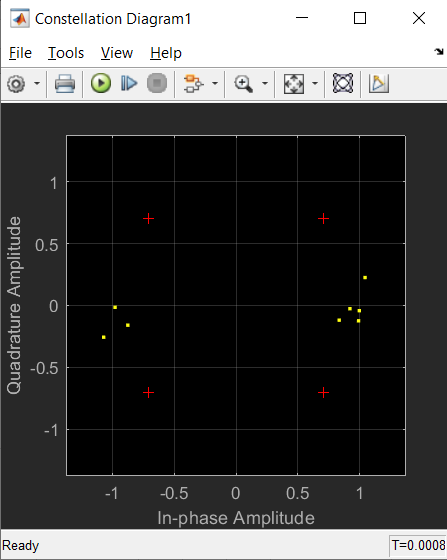 Constellation Diagram1
File Tools View Help
Quadrature Amplitude
1
0.5
0
-0.5
-1
-1 -0.5 0 0.5 1
In-phase Amplitude
Ready T=0.0008